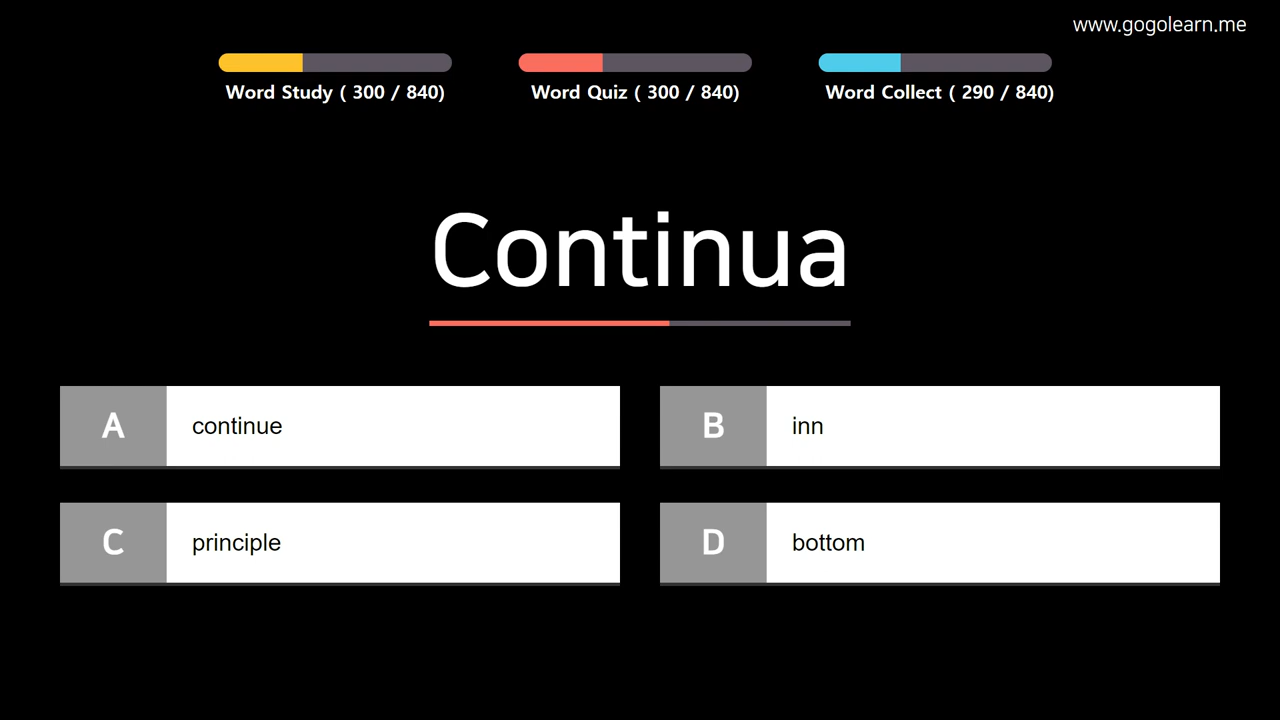 www.gogolearn.me
Word Study ( 300 / 840)
Word Quiz ( 300 / 840)
Word Collect ( 290 / 840)
Continua
A continue
B inn
C principle
D bottom